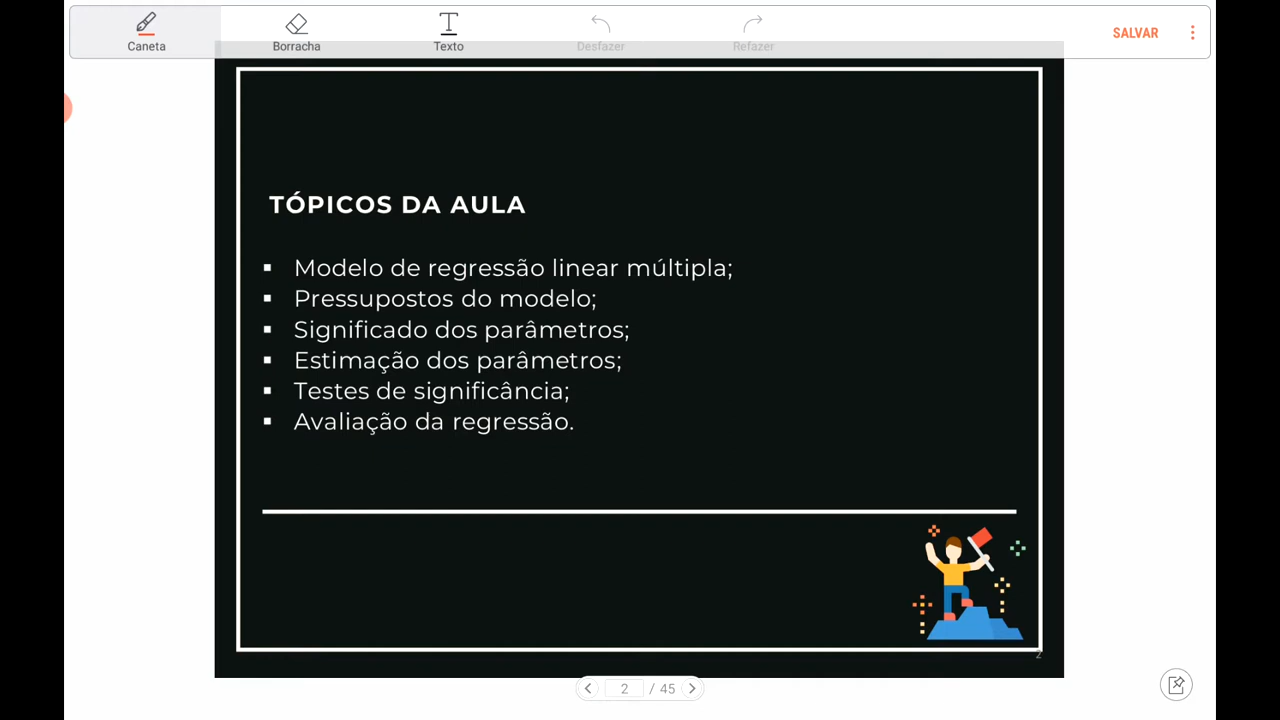 Caneta
Borracha
Texto
Desfazer
Refazer
SALVAR
TÓPICOS DA AULA
▪ Modelo de regressão linear múltipla;
▪ Pressupostos do modelo;
▪ Significado dos parâmetros;
▪ Estimação dos parâmetros;
▪ Testes de significância;
▪ Avaliação da regressão.
2
2 / 45